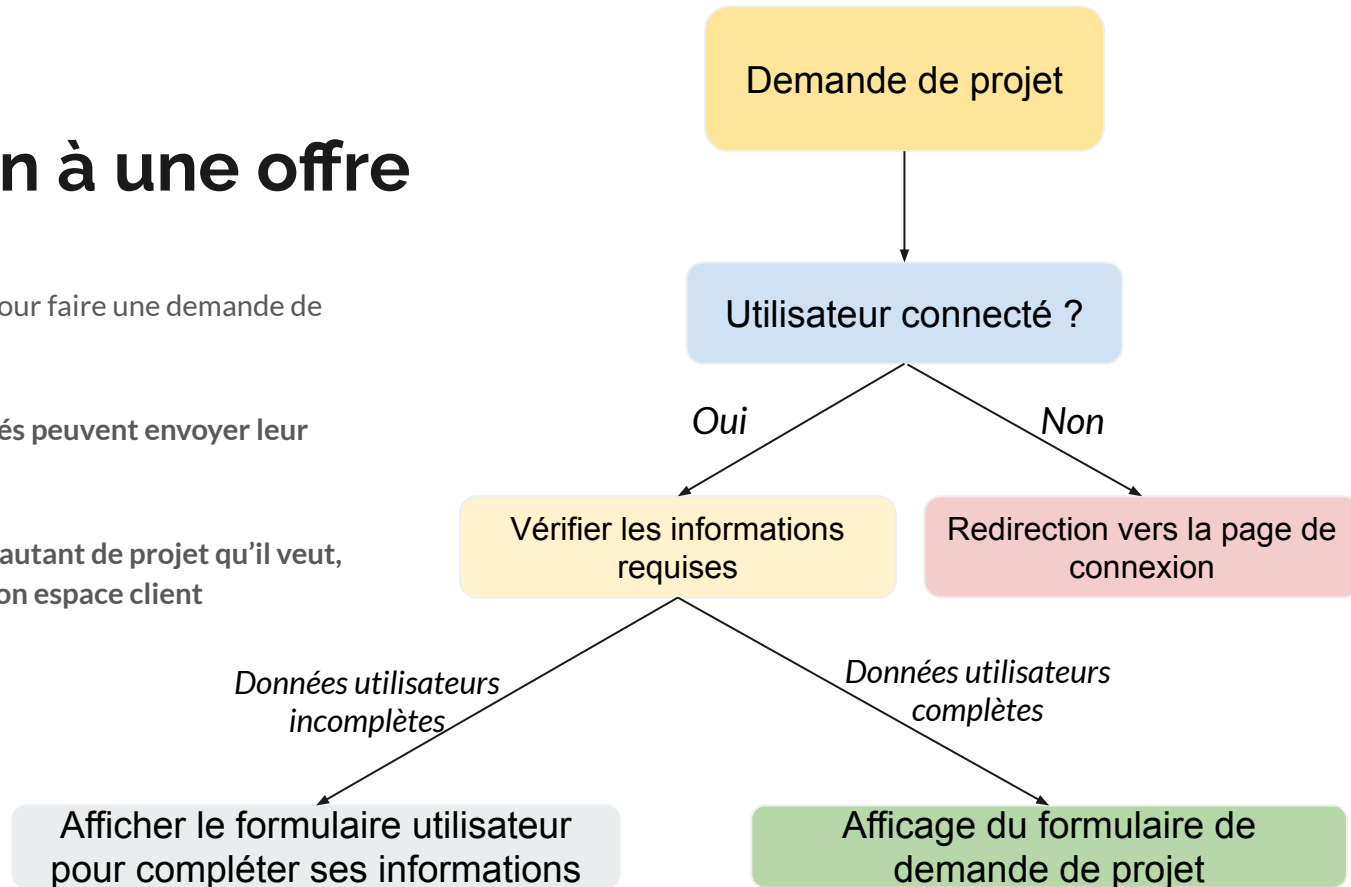 n à une offre
our faire une demande de
és peuvent envoyer leur
autant de projet qu’il veut,
on espace client
Demande de projet
Utilisateur connecté ?
Oui
Non
Vérifier les informations
requises
Redirection vers la page de
connexion
Données utilisateurs
incomplètes
Données utilisateurs
complètes
Afficher le formulaire utilisateur
pour compléter ses informations
Afficage du formulaire de
demande de projet